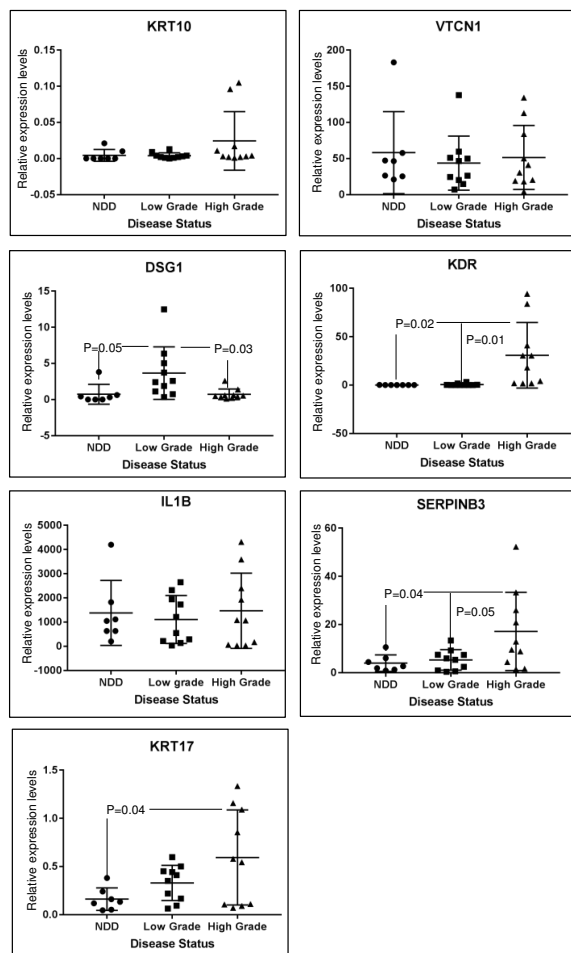 KRT10
Relative expression levels
0.15
0.10
0.05
0.00
-0.05
NDD Low Grade High Grade
Disease Status
VTCN1
Relative expression levels
200
150
100
50
0
NDD Low Grade High Grade
Disease Status
DSG1
Relative expression levels
15
10
5
0
-5
P=0.05
P=0.03
NDD Low Grade High Grade
Disease Status
KDR
Relative expression levels
100
50
0
-50
P=0.02
P=0.01
NDD Low Grade High Grade
Disease Status
IL1B
Relative expression levels
5000
4000
3000
2000
1000
0
-1000
NDD Low grade High Grade
Disease Status
SERPINB3
Relative expression levels
60
40
20
0
P=0.04
P=0.05
NDD Low Grade High Grade
Disease Status
KRT17
Relative expression levels
1.5
1.0
0.5
0.0
P=0.04
NDD Low Grade High Grade
Disease Status